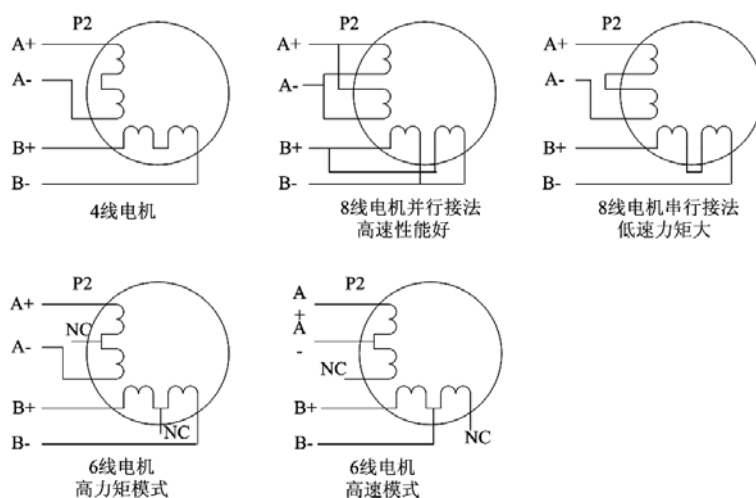 P2
A+
A-
B+
B-
4线电机
P2
A+
A-
B+
B-
8线电机并行接法
高速性能好
P2
A+
A-
B+
B-
8线电机串行接法
低速力矩大
P2
A+
NC
A-
B+
NC
B-
6线电机
高力矩模式
P2
A
+
A
-
NC
B+
B-
NC
6线电机
高速模式